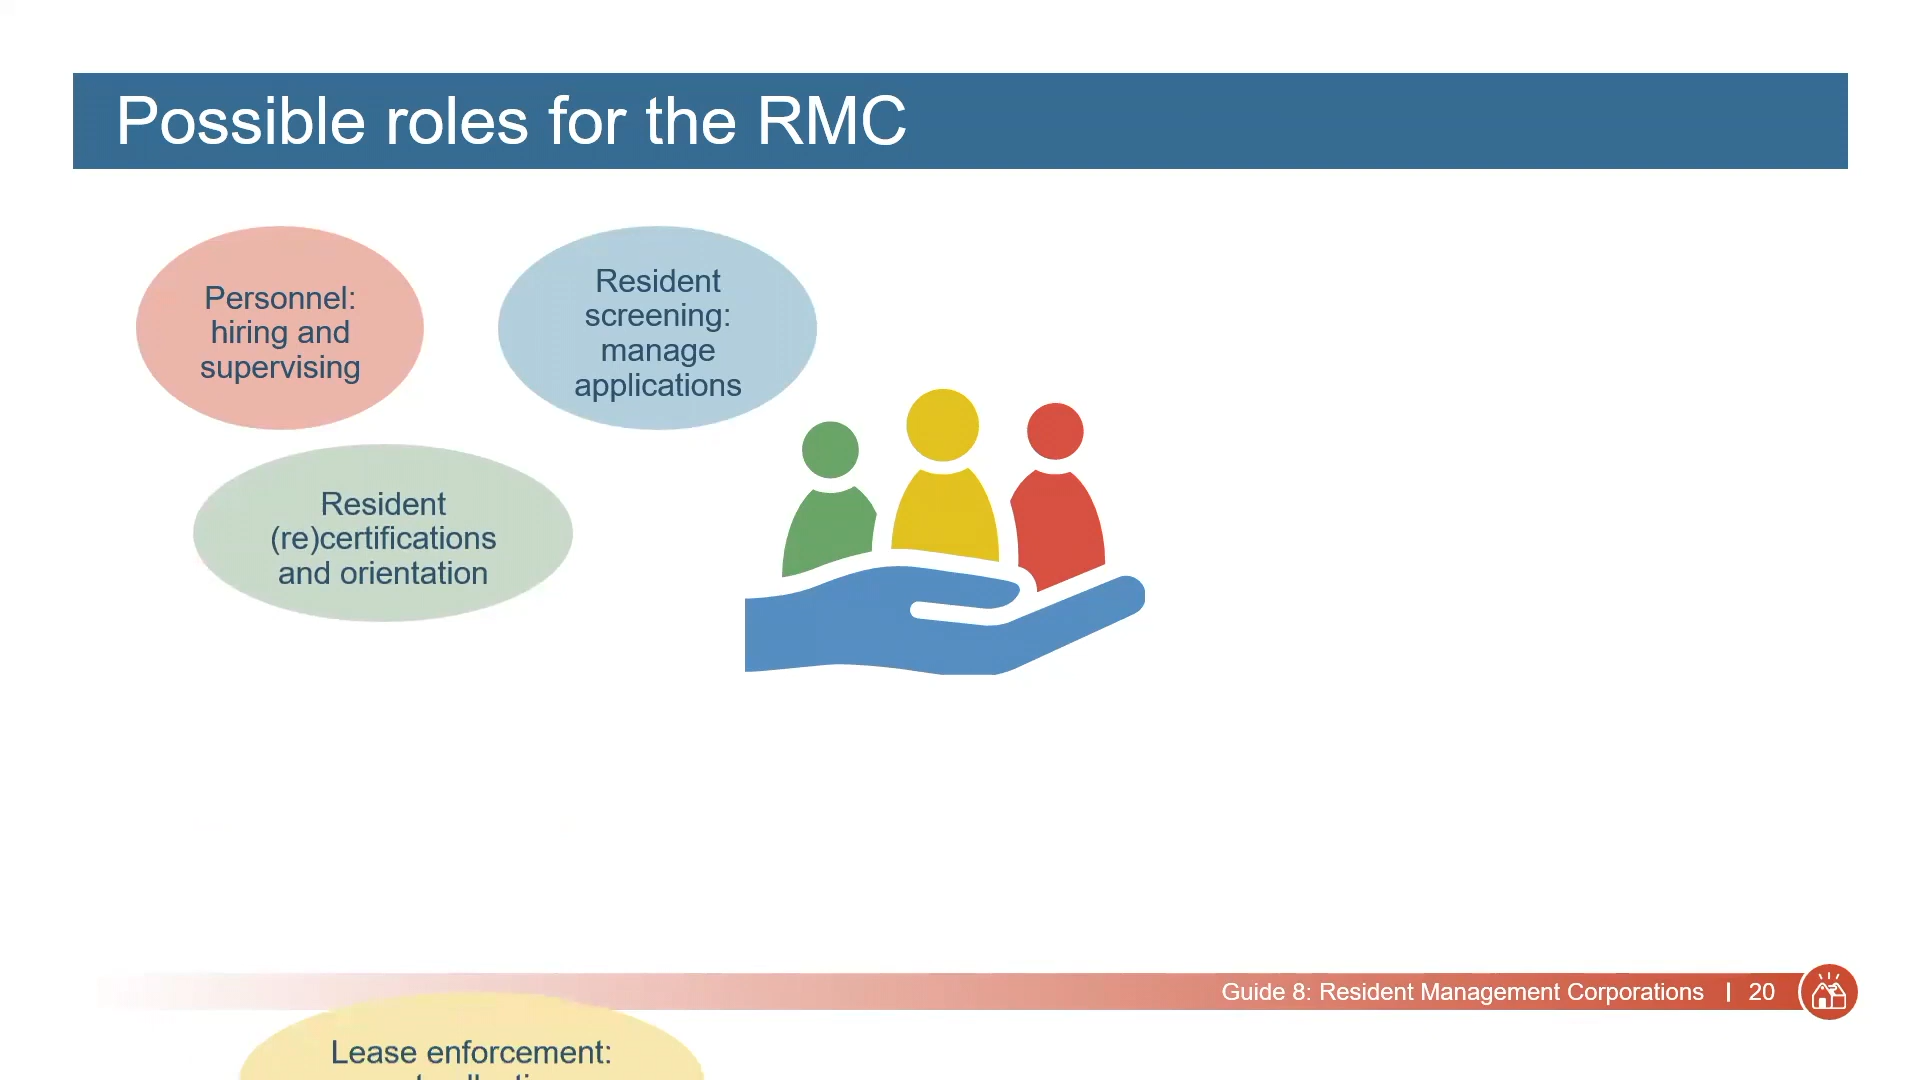 Possible roles for the RMC
Personnel:
hiring and
supervising
Resident
screening:
manage
applications
Resident
(re)certifications
and orientation
Guide 8: Resident Management Corporations | 20
Lease enforcement: